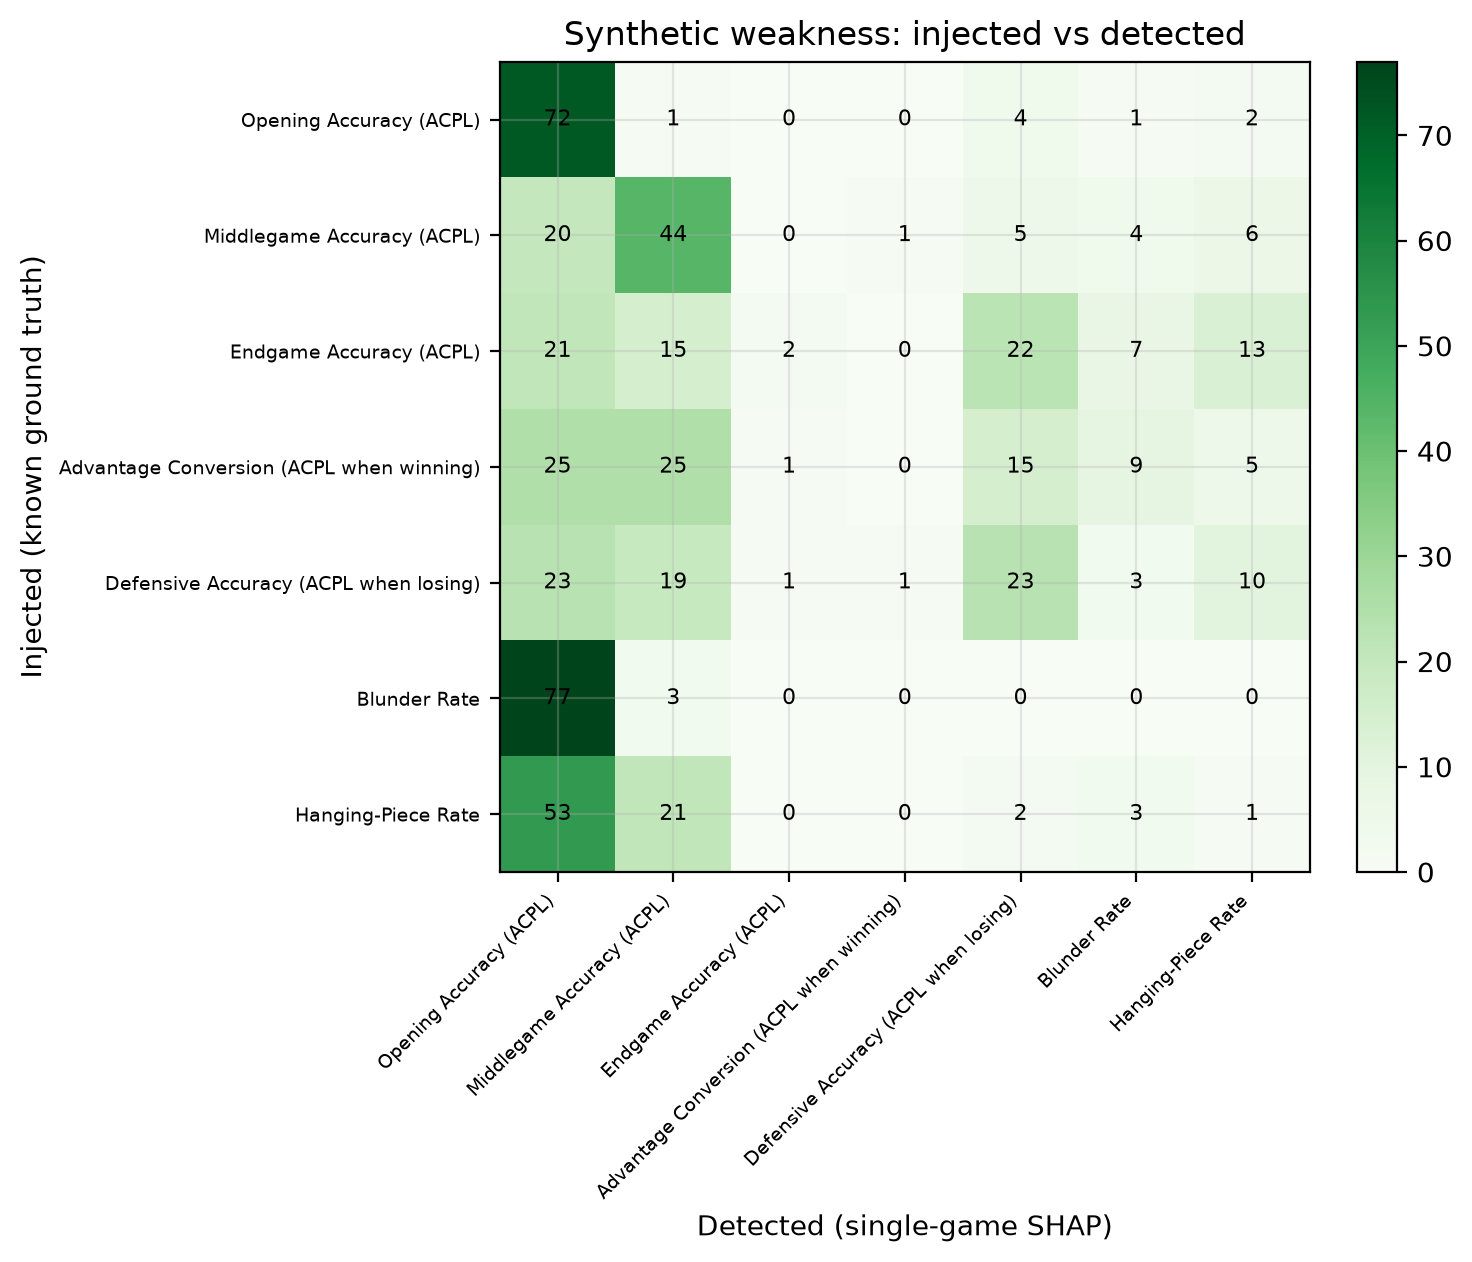 Synthetic weakness: injected vs detected
Injected (known ground truth)
Opening Accuracy (ACPL) 72 1 0 0 4 1 2
Middlegame Accuracy (ACPL) 20 44 0 1 5 4 6
Endgame Accuracy (ACPL) 21 15 2 0 22 7 13
Advantage Conversion (ACPL when winning) 25 25 1 0 15 9 5
Defensive Accuracy (ACPL when losing) 23 19 1 1 23 3 10
Blunder Rate 77 3 0 0 0 0 0
Hanging-Piece Rate 53 21 0 0 2 3 1
Opening Accuracy (ACPL)
Middlegame Accuracy (ACPL)
Endgame Accuracy (ACPL)
Advantage Conversion (ACPL when winning)
Defensive Accuracy (ACPL when losing)
Blunder Rate
Hanging-Piece Rate
Detected (single-game SHAP)
70
60
50
40
30
20
10
0